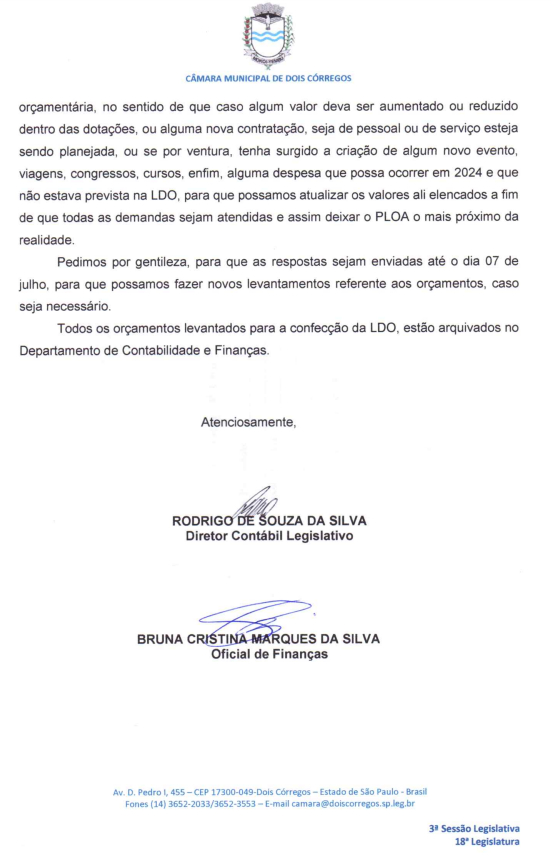 CÂMARA MUNICIPAL DE DOIS CÓRREGOS
orçamentária, no sentido de que caso algum valor deva ser aumentado ou reduzido
dentro das dotações, ou alguma nova contratação, seja de pessoal ou de serviço esteja
sendo planejada, ou se por ventura, tenha surgido a criação de algum novo evento,
viagens, congressos, cursos, enfim, alguma despesa que possa ocorrer em 2024 e que
não estava prevista na LDO, para que possamos atualizar os valores ali elencados a fim
de que todas as demandas sejam atendidas e assim deixar o PLOA o mais próximo da
realidade.
Pedimos por gentileza, para que as respostas sejam enviadas até o dia 07 de
julho, para que possamos fazer novos levantamentos referente aos orçamentos, caso
seja necessário.
Todos os orçamentos levantados para a confecção da LDO, estão arquivados no
Departamento de Contabilidade e Finanças.
Atenciosamente,
RODRIGO DE SOUZA DA SILVA
Diretor Contábil Legislativo
BRUNA CRISTINA MARQUES DA SILVA
Oficial de Finanças
Av. D. Pedro I, 455 – CEP 17300-049-Dois Córregos – Estado de São Paulo - Brasil
Fones (14) 3652-2033/3652-3553 – E-mail camara@doiscorregos.sp.leg.br
3ª Sessão Legislativa
18ª Legislatura